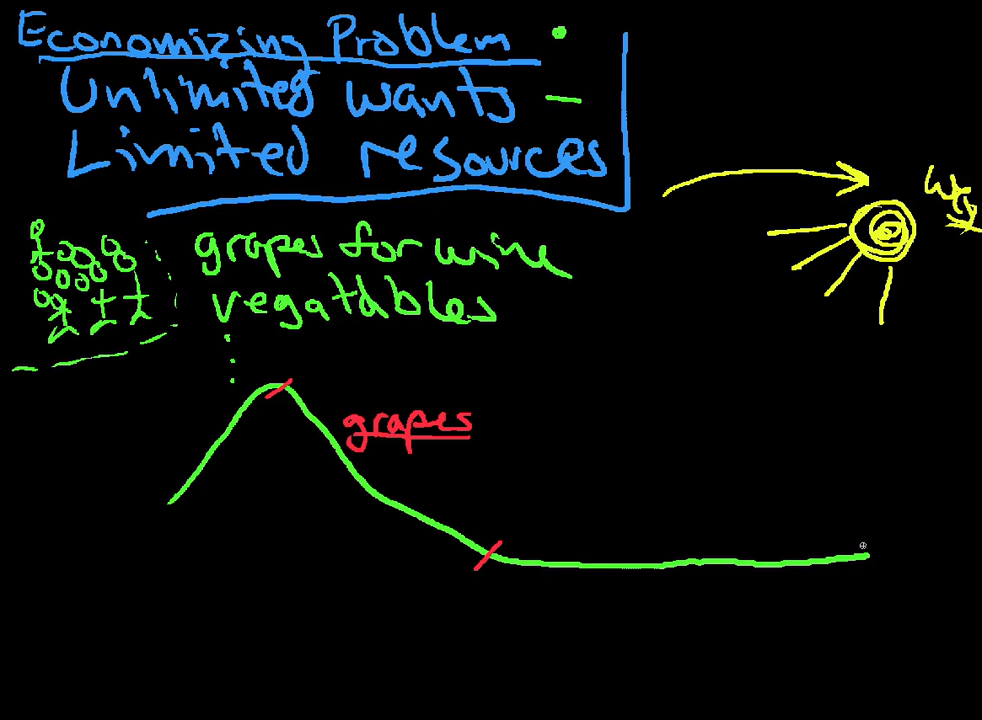 Economizing Problem
Unlimited wants
Limited resources
grapes for wine
vegatables
grapes